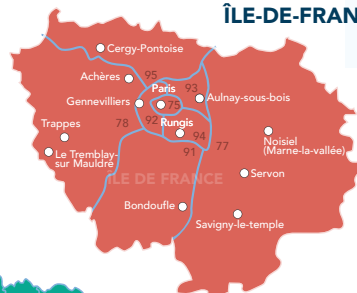 ÎLE-DE-FRAN
Cergy-Pontoise
Achères
95
Paris
93
Gennevilliers
75
Aulnay-sous-bois
Trappes
78
92
Rungis
94
Le Tremblay-
sur Mauldre
91
77
Noisiel
(Marne-la-vallée)
ÎLE DE FRANCE
Servon
Bondoufle
Savigny-le-temple